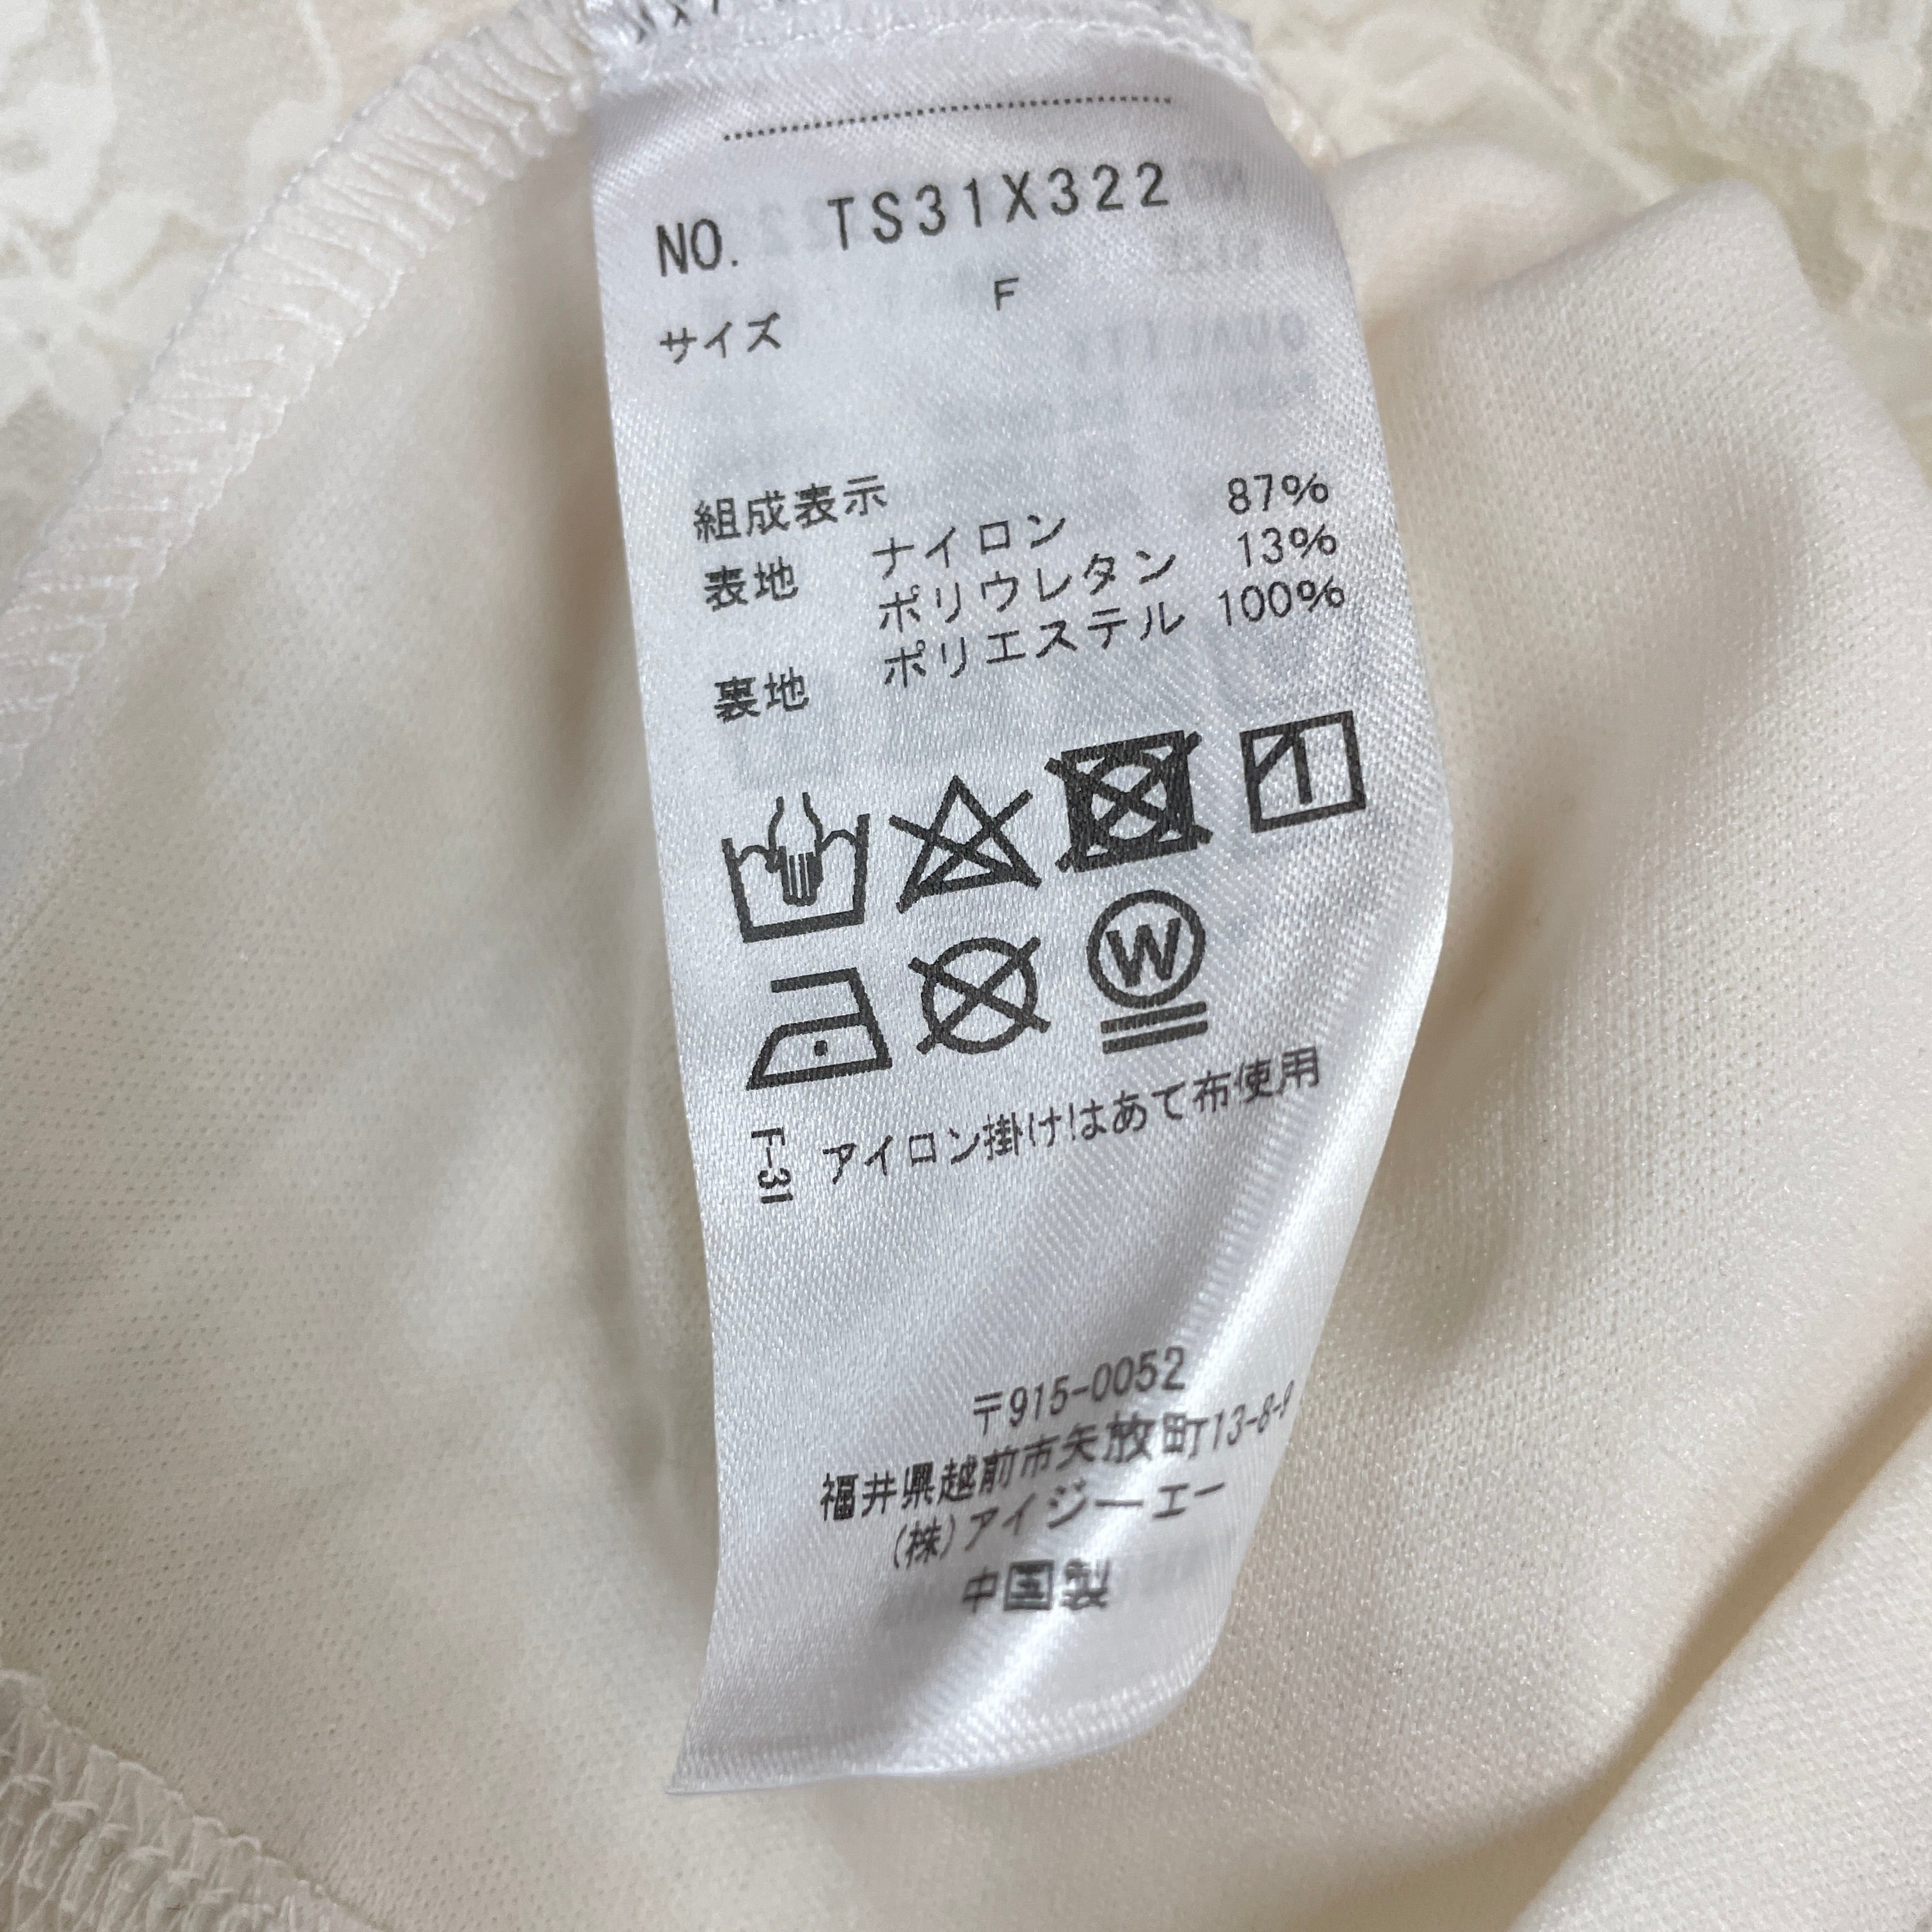 NO. TS31X322
サイズ F
組成表示
表地 ナイロン 87%
ポリウレタン 13%
裏地 ポリエステル 100%
W
F-31 アイロン掛けはあて布使用
〒915-0052
福井県越前市矢放町13-8-9
(株)アイジーエー
中国製